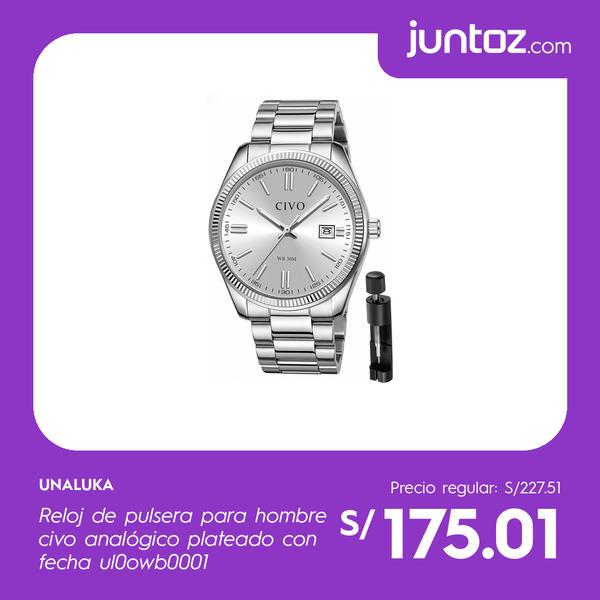 juntoz.com
CIVO
8
WR 30M
UNALUKA
Reloj de pulsera para hombre
civo analógico plateado con
fecha ul0owb0001
Precio regular: S/227.51
S/175.01